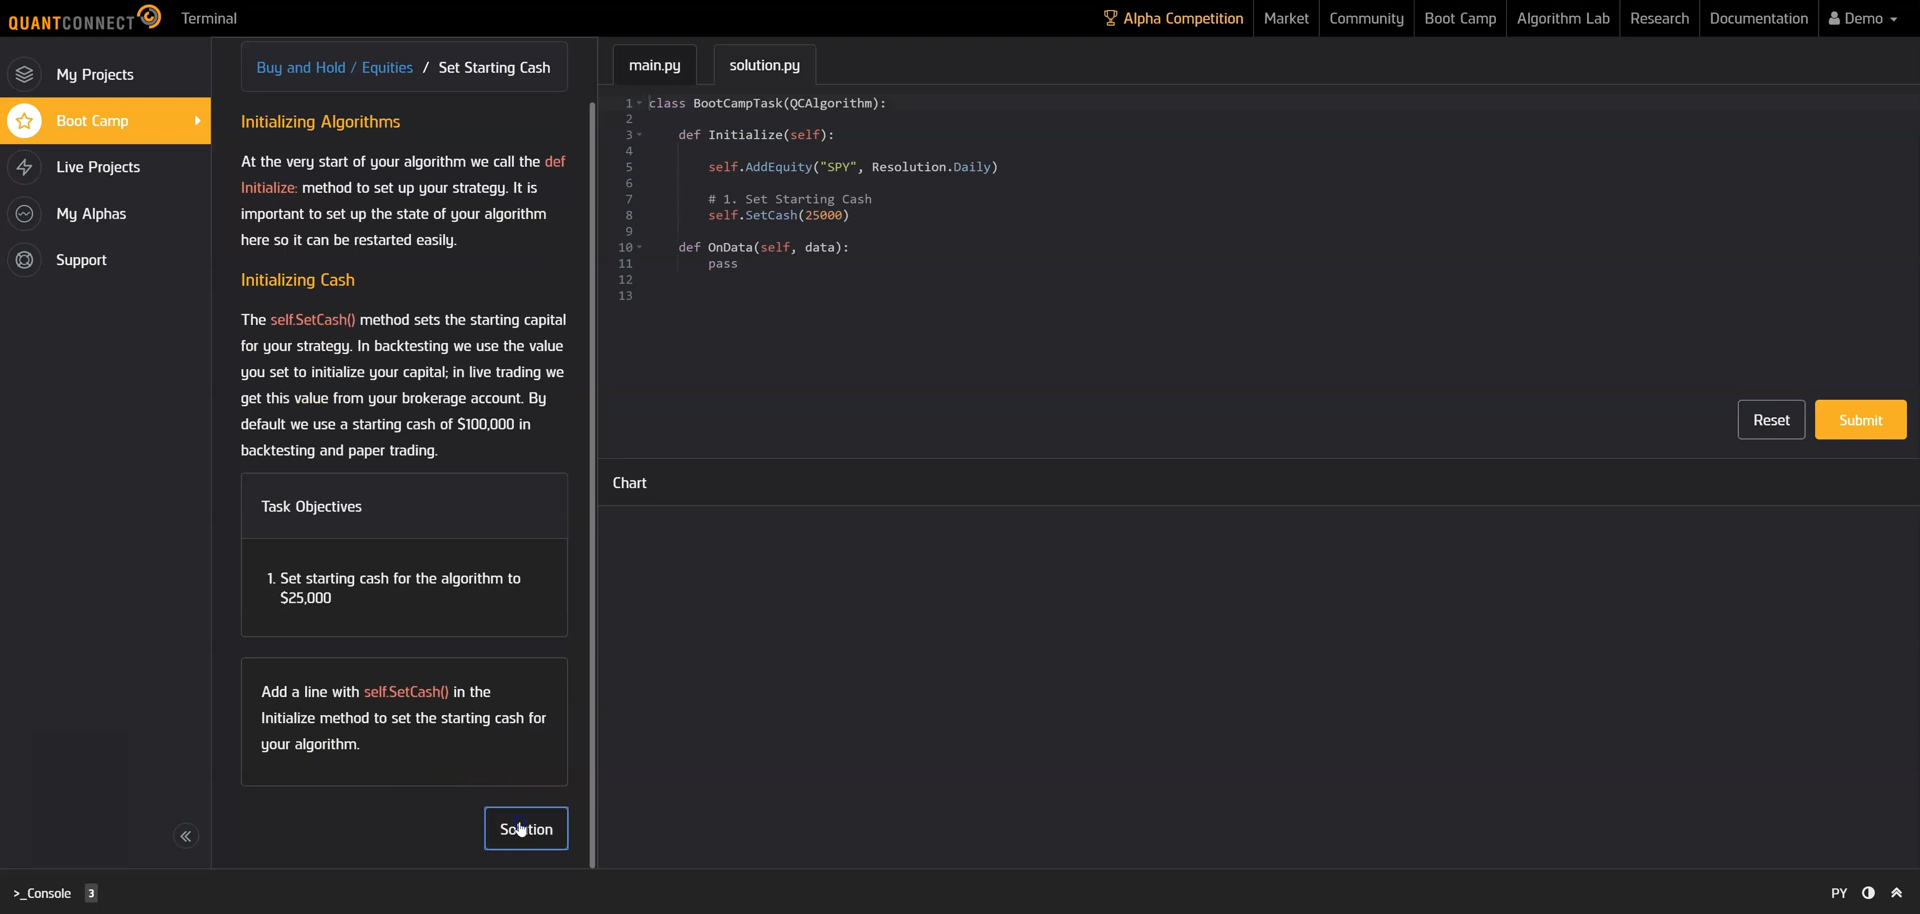 QUANTCONNECT Terminal Alpha Competition Market Community Boot Camp Algorithm Lab Research Documentation Demo
My Projects
Boot Camp
Live Projects
My Alphas
Support
Buy and Hold / Equities / Set Starting Cash
Initializing Algorithms
At the very start of your algorithm we call the def
Initialize: method to set up your strategy. It is
important to set up the state of your algorithm
here so it can be restarted easily.
Initializing Cash
The self.SetCash() method sets the starting capital
for your strategy. In backtesting we use the value
you set to initialize your capital; in live trading we
get this value from your brokerage account. By
default we use a starting cash of $100,000 in
backtesting and paper trading.
Task Objectives
1. Set starting cash for the algorithm to
$25,000
Add a line with self.SetCash() in the
Initialize method to set the starting cash for
your algorithm.
Solution
main.py solution.py
1 class BootCampTask(QCAlgorithm):
2
3 def Initialize(self):
4
5 self.AddEquity("SPY", Resolution.Daily)
6
7 # 1. Set Starting Cash
8 self.SetCash(25000)
9
10 def OnData(self, data):
11 pass
12
13
Reset Submit
Chart
>_Console 3 PY